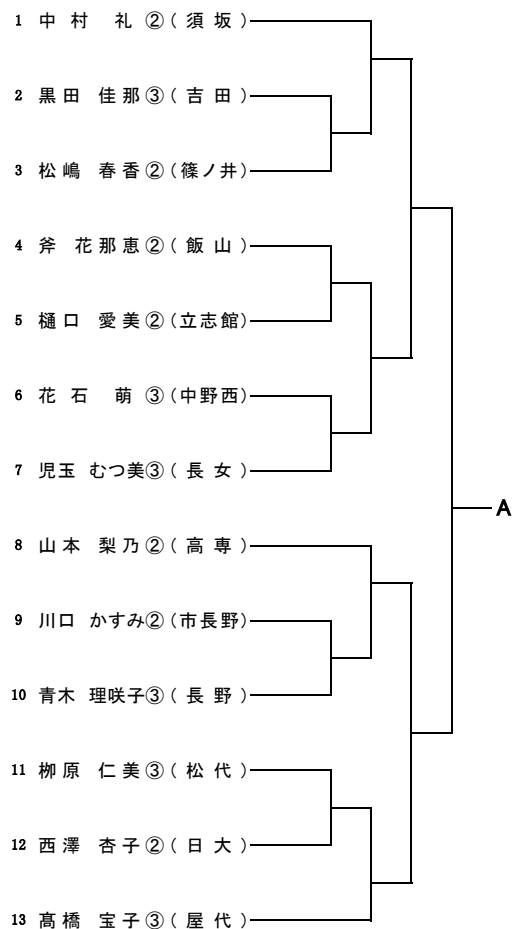 1 中村 礼②(須坂)
2 黒田 佳那③(吉田)
3 松嶋 春香②(篠ノ井)
4 斧 花那恵②(飯山)
5 樋口 愛美②(立志館)
6 花石 萌③(中野西)
7 児玉 むつ美③(長女)
A
8 山本 梨乃②(高専)
9 川口 かすみ②(市長野)
10 青木 理咲子③(長野)
11 栁原 仁美③(松代)
12 西澤 杏子②(日大)
13 髙橋 宝子③(屋代)